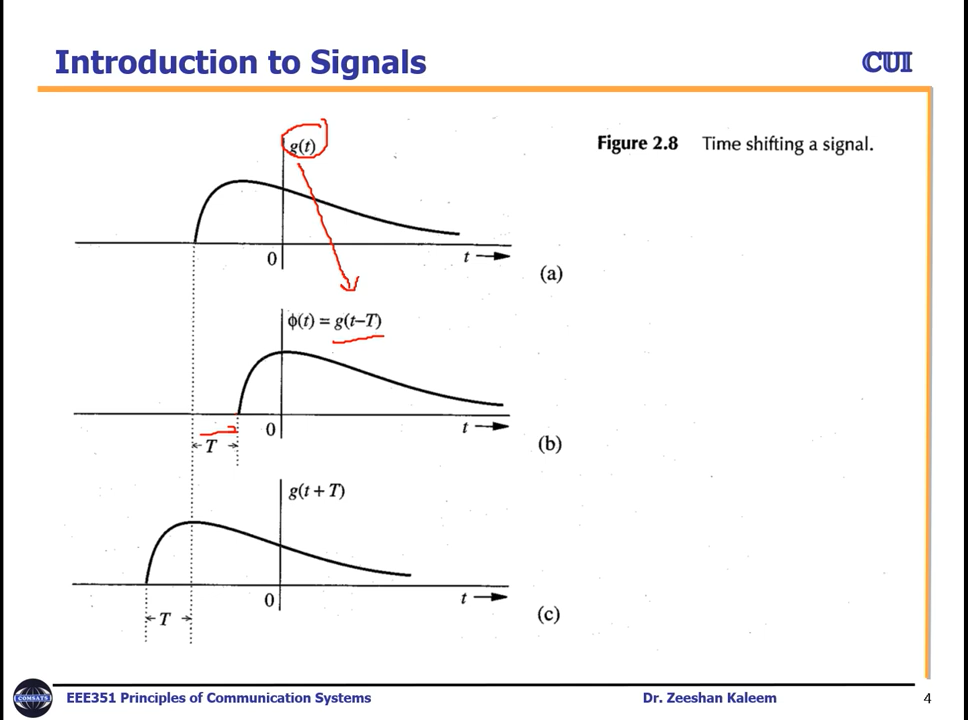 Introduction to Signals
CUI
Figure 2.8 Time shifting a signal.
g(t)
0
t
(a)
ϕ(t) = g(t–T)
0
t
T
(b)
g(t + T)
0
t
T
(c)
COMSATS
EEE351 Principles of Communication Systems
Dr. Zeeshan Kaleem
4